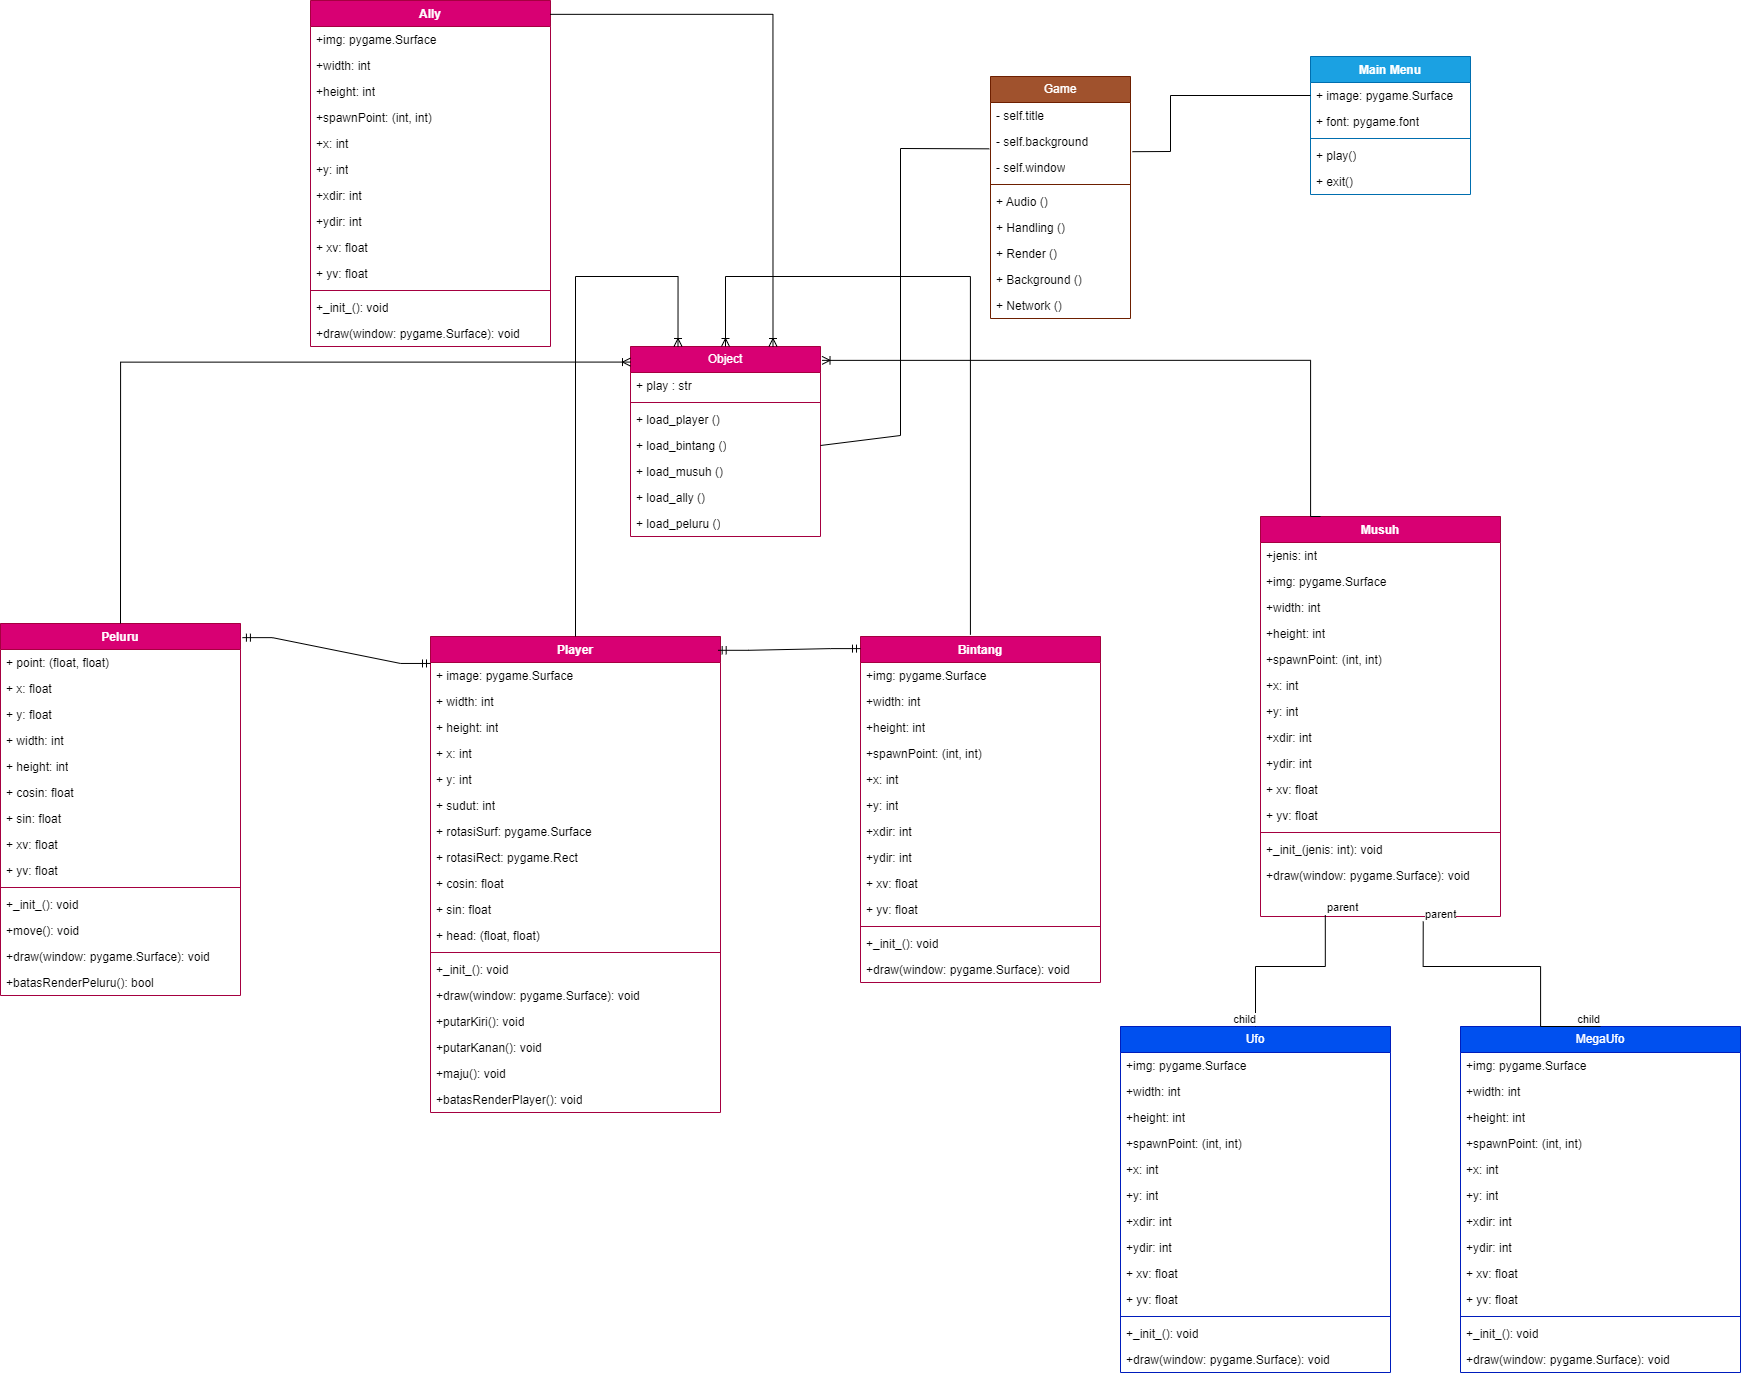 Ally
+img: pygame.Surface
+width: int
+height: int
+spawnPoint: (int, int)
+x: int
+y: int
+xdir: int
+ydir: int
+ xv: float
+ yv: float
+_init_(): void
+draw(window: pygame.Surface): void
Game
- self.title
- self.background
- self.window
+ Audio ()
+ Handling ()
+ Render ()
+ Background ()
+ Network ()
Main Menu
+ image: pygame.Surface
+ font: pygame.font
+ play()
+ exit()
Object
+ play : str
+ load_player ()
+ load_bintang ()
+ load_musuh ()
+ load_ally ()
+ load_peluru ()
Peluru
+ point: (float, float)
+ x: float
+ y: float
+ width: int
+ height: int
+ cosin: float
+ sin: float
+ xv: float
+ yv: float
+_init_(): void
+move(): void
+draw(window: pygame.Surface): void
+batasRenderPeluru(): bool
Player
+ image: pygame.Surface
+ width: int
+ height: int
+ x: int
+ y: int
+ sudut: int
+ rotasiSurf: pygame.Surface
+ rotasiRect: pygame.Rect
+ cosin: float
+ sin: float
+ head: (float, float)
+_init_(): void
+draw(window: pygame.Surface): void
+putarKiri(): void
+putarKanan(): void
+maju(): void
+batasRenderPlayer(): void
Bintang
+img: pygame.Surface
+width: int
+height: int
+spawnPoint: (int, int)
+x: int
+y: int
+xdir: int
+ydir: int
+ xv: float
+ yv: float
+_init_(): void
+draw(window: pygame.Surface): void
Musuh
+jenis: int
+img: pygame.Surface
+width: int
+height: int
+spawnPoint: (int, int)
+x: int
+y: int
+xdir: int
+ydir: int
+ xv: float
+ yv: float
+_init_(jenis: int): void
+draw(window: pygame.Surface): void
parent
parent
child
child
Ufo
+img: pygame.Surface
+width: int
+height: int
+spawnPoint: (int, int)
+x: int
+y: int
+xdir: int
+ydir: int
+ xv: float
+ yv: float
+_init_(): void
+draw(window: pygame.Surface): void
MegaUfo
+img: pygame.Surface
+width: int
+height: int
+spawnPoint: (int, int)
+x: int
+y: int
+xdir: int
+ydir: int
+ xv: float
+ yv: float
+_init_(): void
+draw(window: pygame.Surface): void